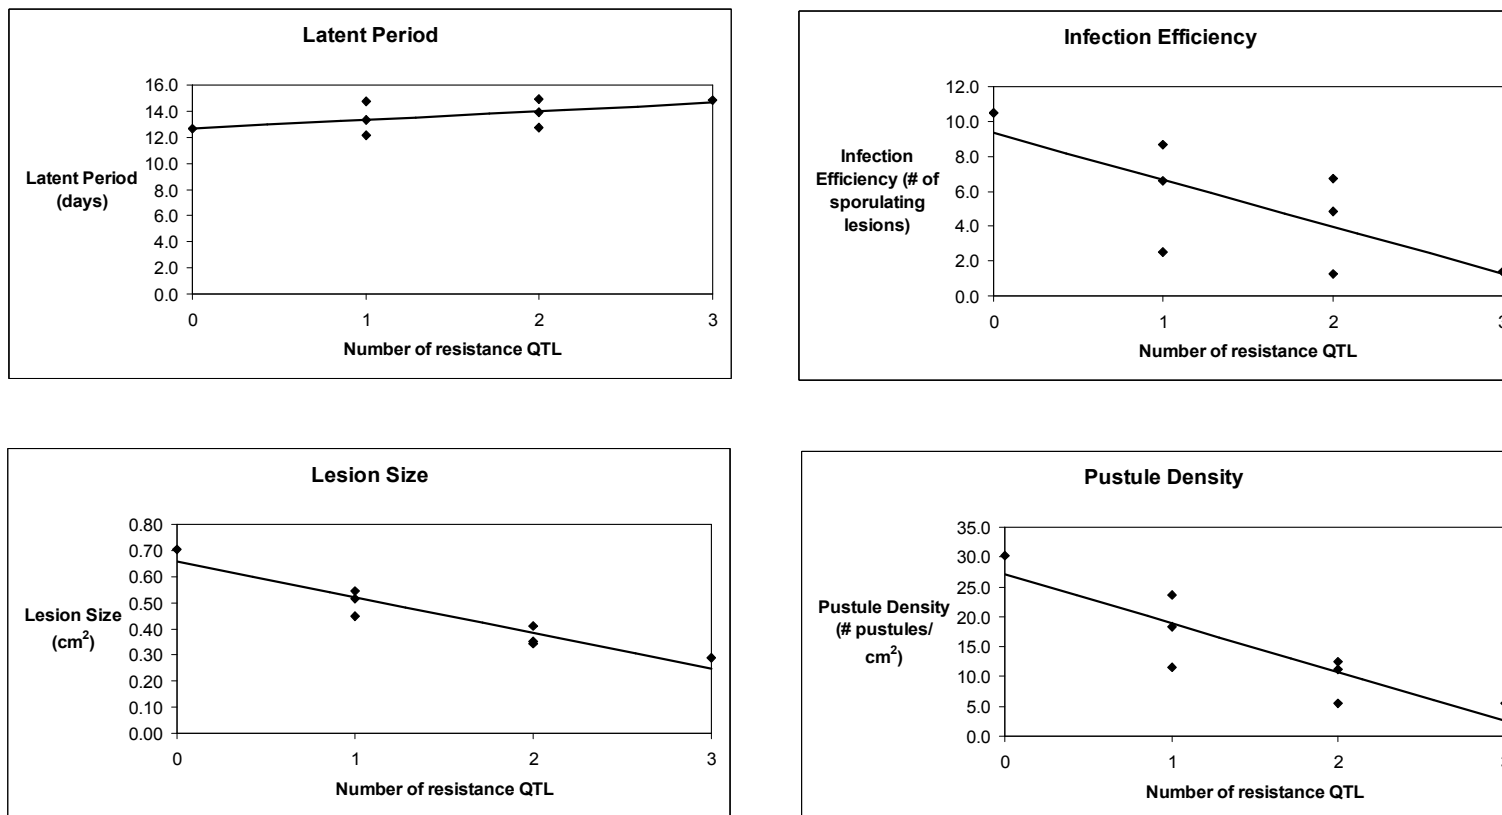 Latent Period
16.0
14.0
12.0
10.0
8.0
6.0
4.0
2.0
0.0
Latent Period
(days)
0 1 2 3
Number of resistance QTL
Infection Efficiency
12.0
10.0
8.0
6.0
4.0
2.0
0.0
Infection
Efficiency (# of
sporulating
lesions)
0 1 2 3
Number of resistance QTL
Lesion Size
0.80
0.70
0.60
0.50
0.40
0.30
0.20
0.10
0.00
Lesion Size
(cm²)
0 1 2 3
Number of resistance QTL
Pustule Density
35.0
30.0
25.0
20.0
15.0
10.0
5.0
0.0
Pustule Density
(# pustules/
cm²)
0 1 2
Number of resistance QTL